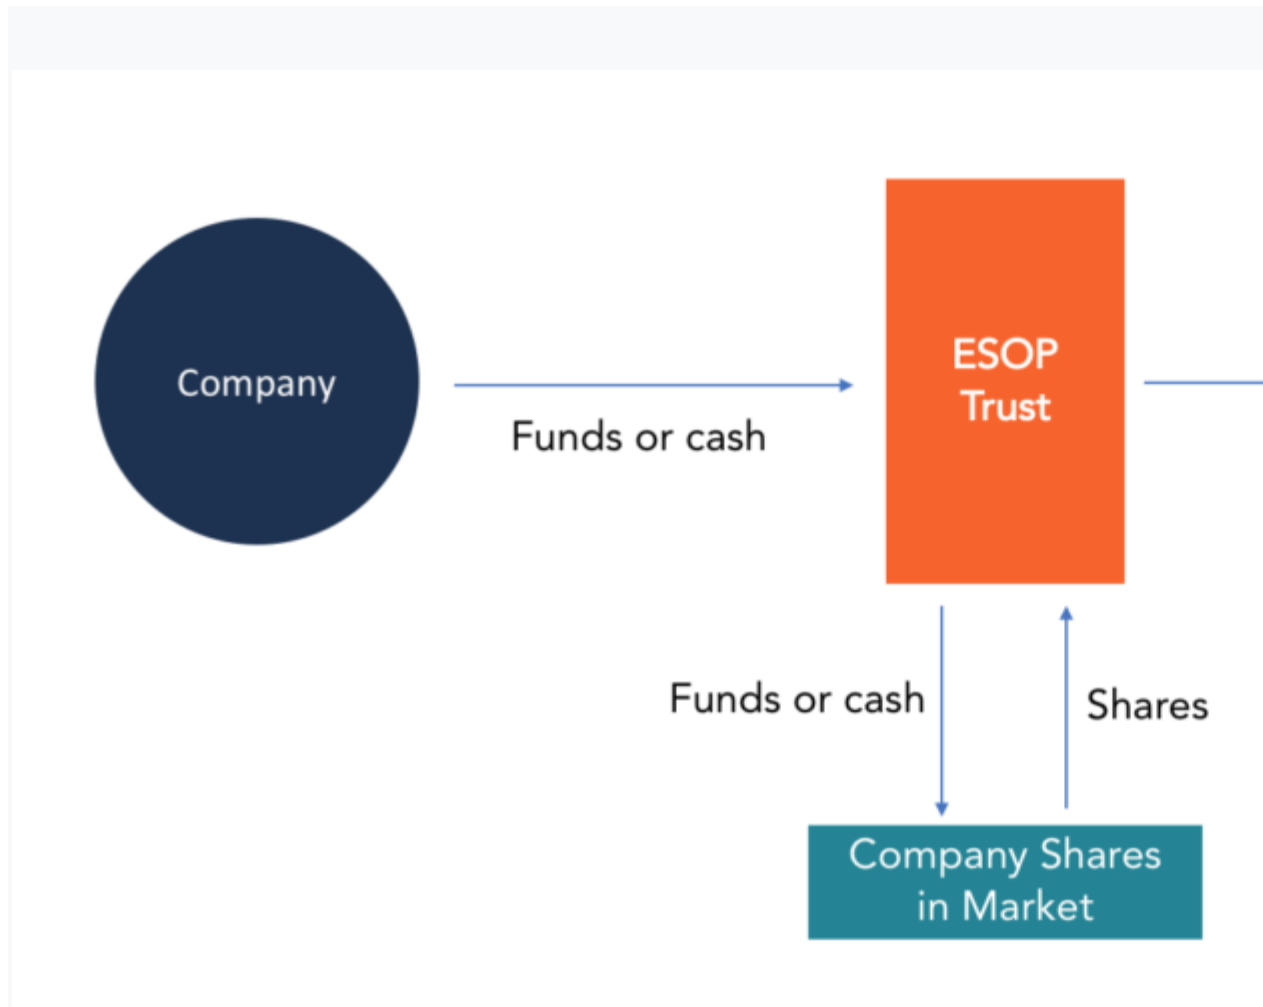 ESOP
Trust
Company
Funds or cash
Funds or cash
Shares
Company Shares
in Market